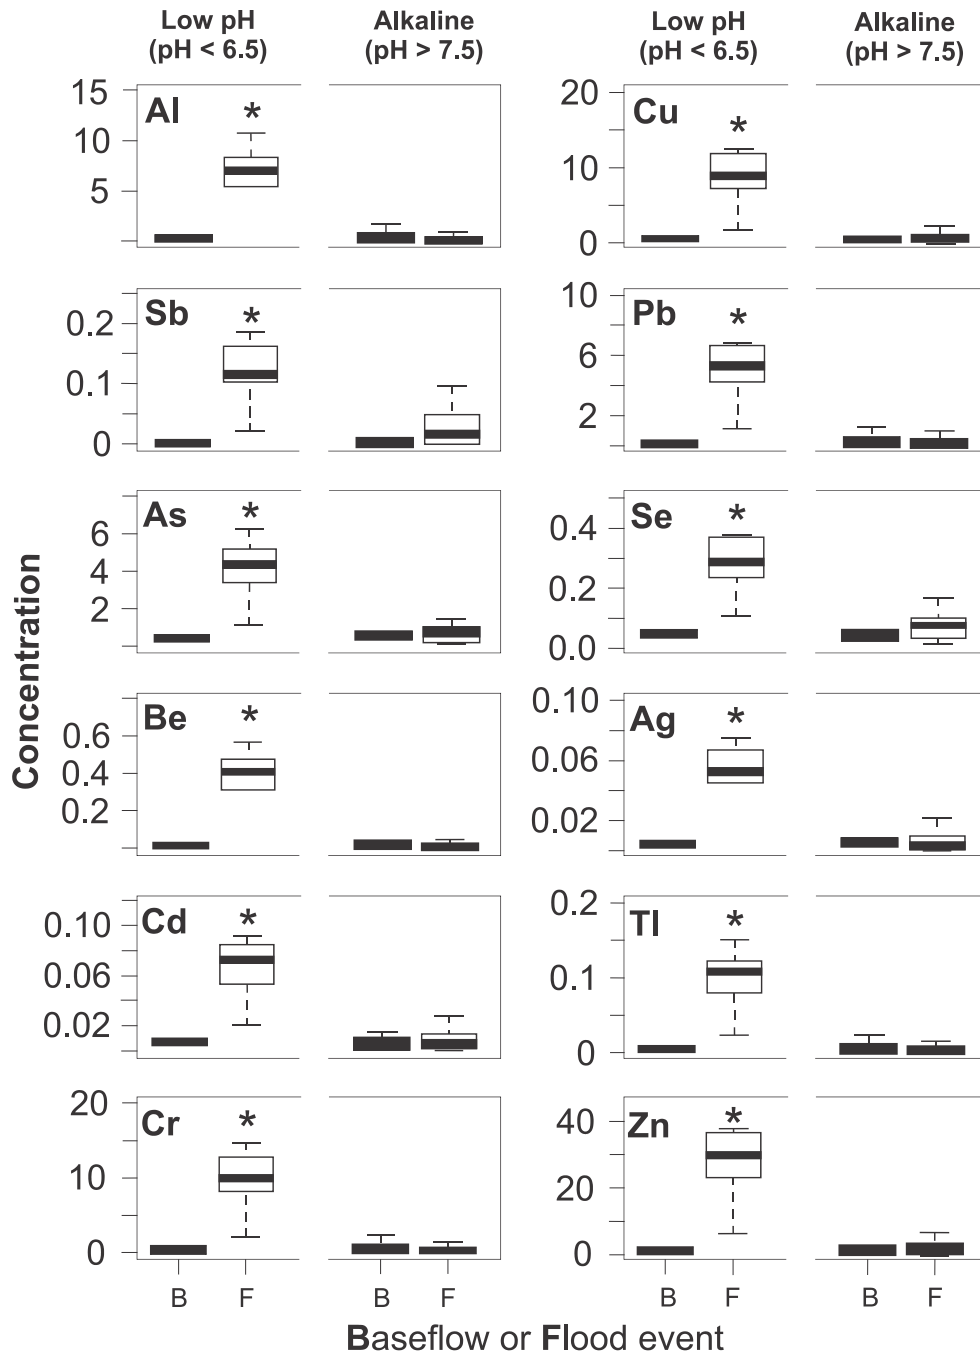 Low pH
(pH < 6.5)
Alkaline
(pH > 7.5)
Low pH
(pH < 6.5)
Alkaline
(pH > 7.5)
Concentration
Al
15
10
5
Cu
20
10
0
Sb
0.2
0.1
0
Pb
10
6
2
As
6
4
2
Se
0.4
0.2
0.0
Be
0.6
0.4
0.2
Ag
0.10
0.06
0.02
Cd
0.10
0.06
0.02
Tl
0.2
0.1
0
Cr
20
10
0
Zn
40
20
0
*
*
*
*
*
*
*
*
*
*
*
*
B F B F B F B F
Baseflow or Flood event